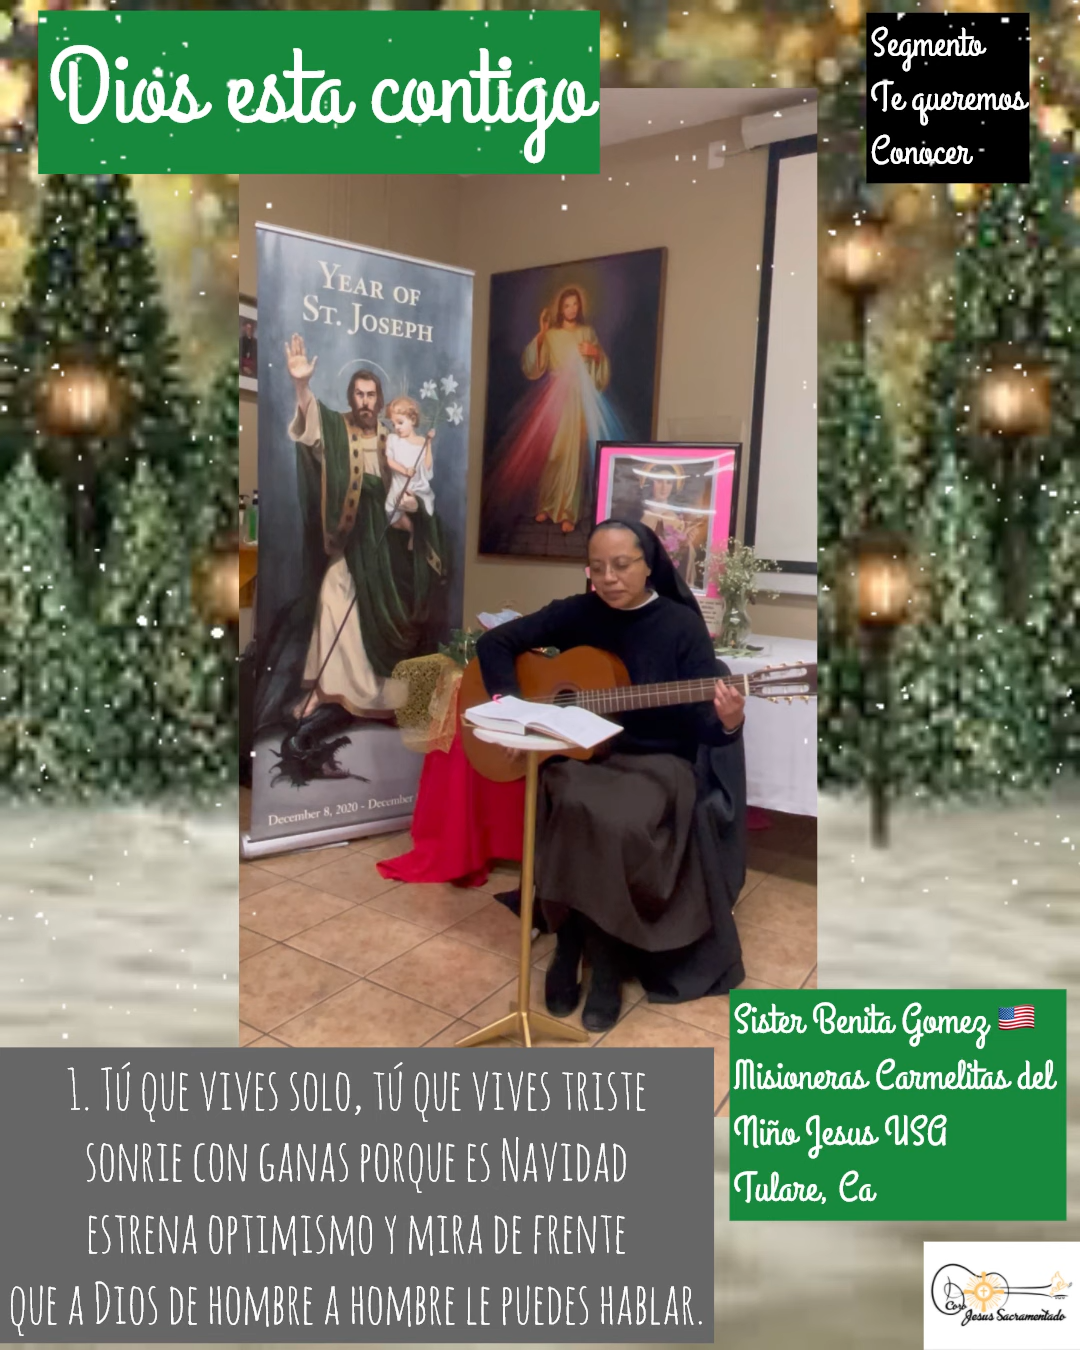 Dios esta contigo
Segmento
Te queremos
Conocer
YEAR OF
ST. JOSEPH
December 8, 2020 - December
Sister Benita Gomez 🇺🇸
Misioneras Carmelitas del
Niño Jesus USA
Tulare, Ca
1. TÚ QUE VIVES SOLO, TÚ QUE VIVES TRISTE
SONRIE CON GANAS PORQUE ES NAVIDAD
ESTRENA OPTIMISMO Y MIRA DE FRENTE
QUE A DIOS DE HOMBRE A HOMBRE LE PUEDES HABLAR.
Coro
Jesus Sacramentado